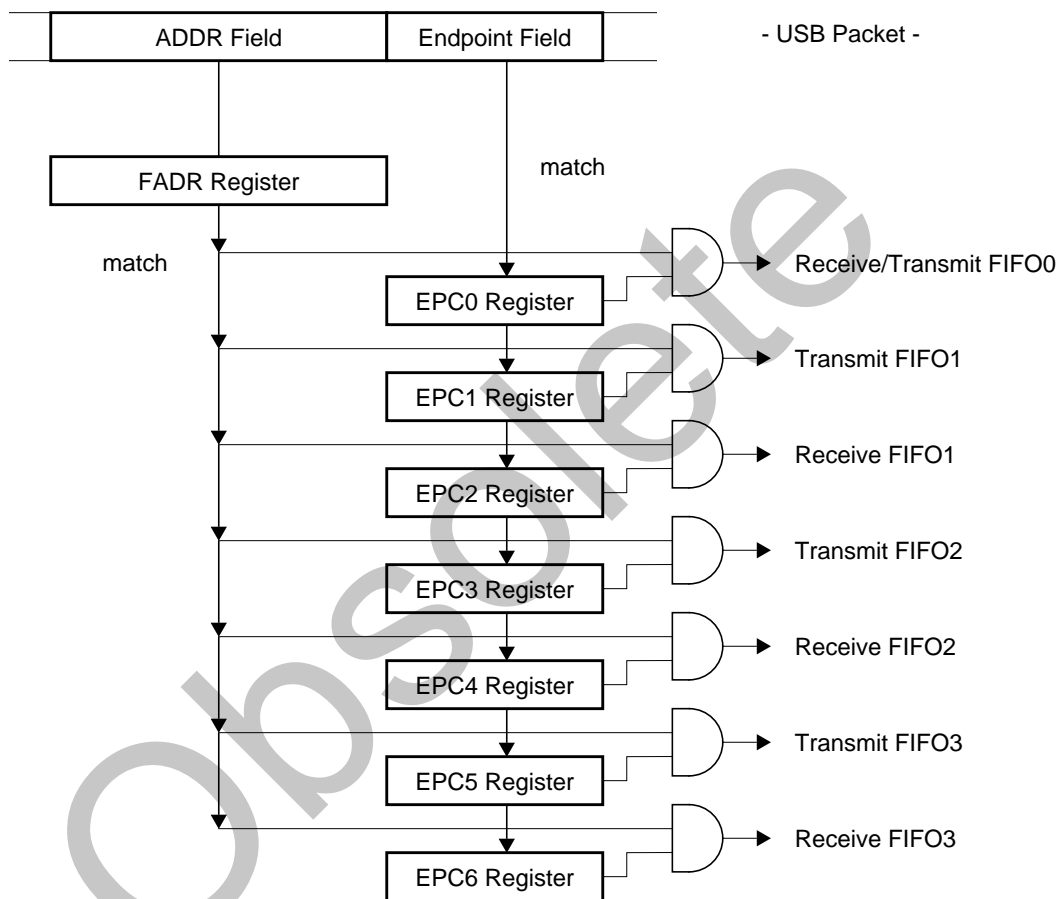 ADDR Field Endpoint Field - USB Packet -
match
FADR Register
match
Receive/Transmit FIFO0
EPC0 Register
Transmit FIFO1
EPC1 Register
Receive FIFO1
EPC2 Register
Transmit FIFO2
EPC3 Register
Receive FIFO2
EPC4 Register
Transmit FIFO3
EPC5 Register
Receive FIFO3
EPC6 Register
Obsolete